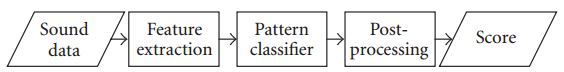 Sound
data
Feature
extraction
Pattern
classifier
Post-
processing
Score